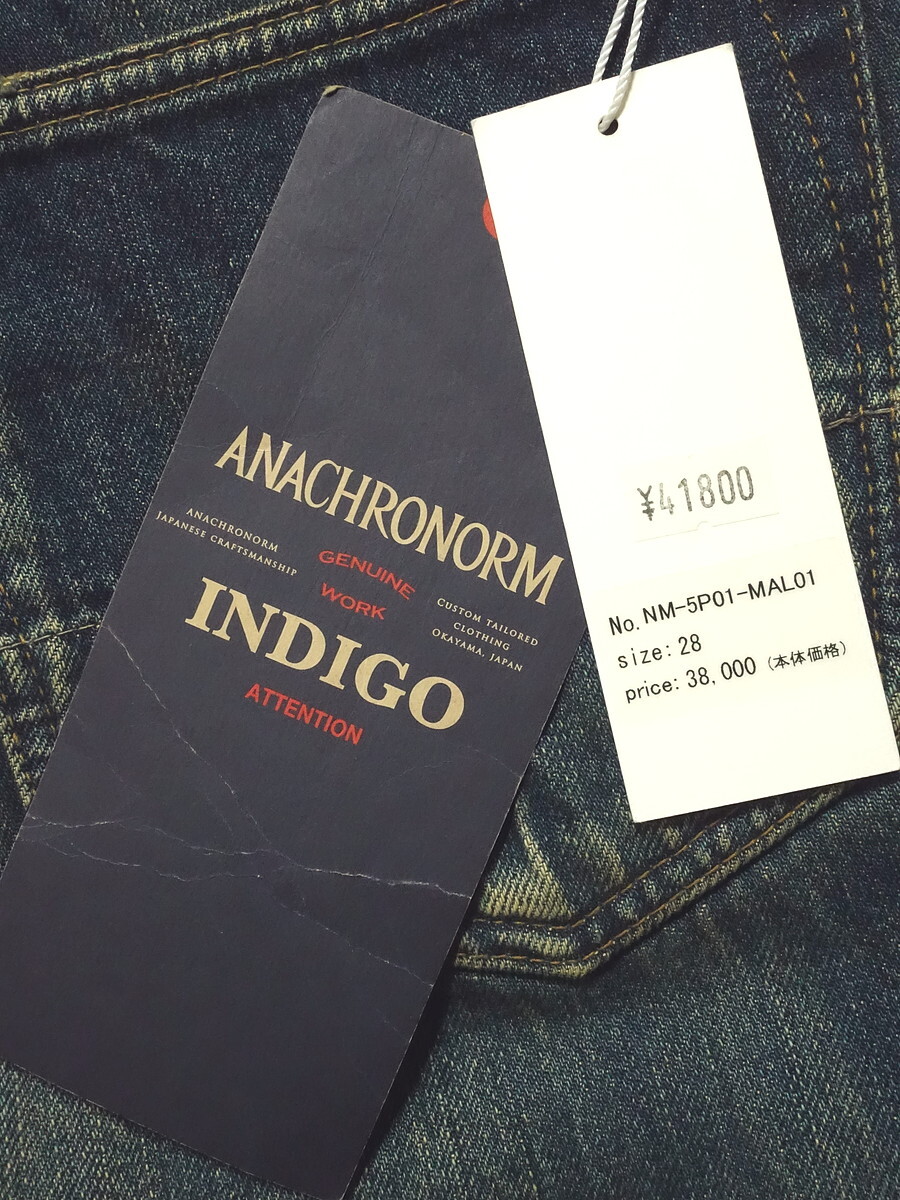 ANACHRONORM
ANACHRONORM
JAPANESE CRAFTSMANSHIP
GENUINE
WORK
CUSTOM TAILORED
CLOTHING
OKAYAMA, JAPAN
INDIGO
ATTENTION
¥41800
No. NM-5P01-MAL01
size: 28
price: 38,000 (本体価格)